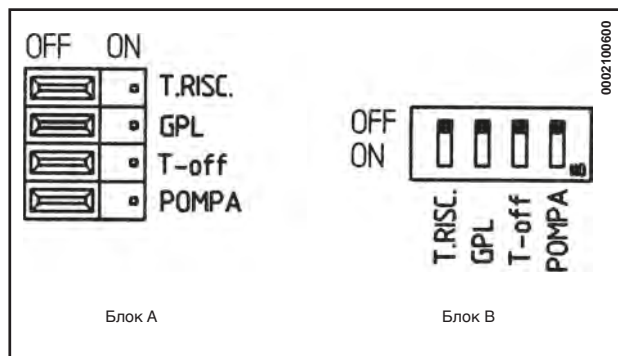 OFF ON
T.RISC.
GPL
T-off
POMPA
Блок А
OFF
ON
T.RISC.
GPL
T-off
POMPA
Блок В
0002100600